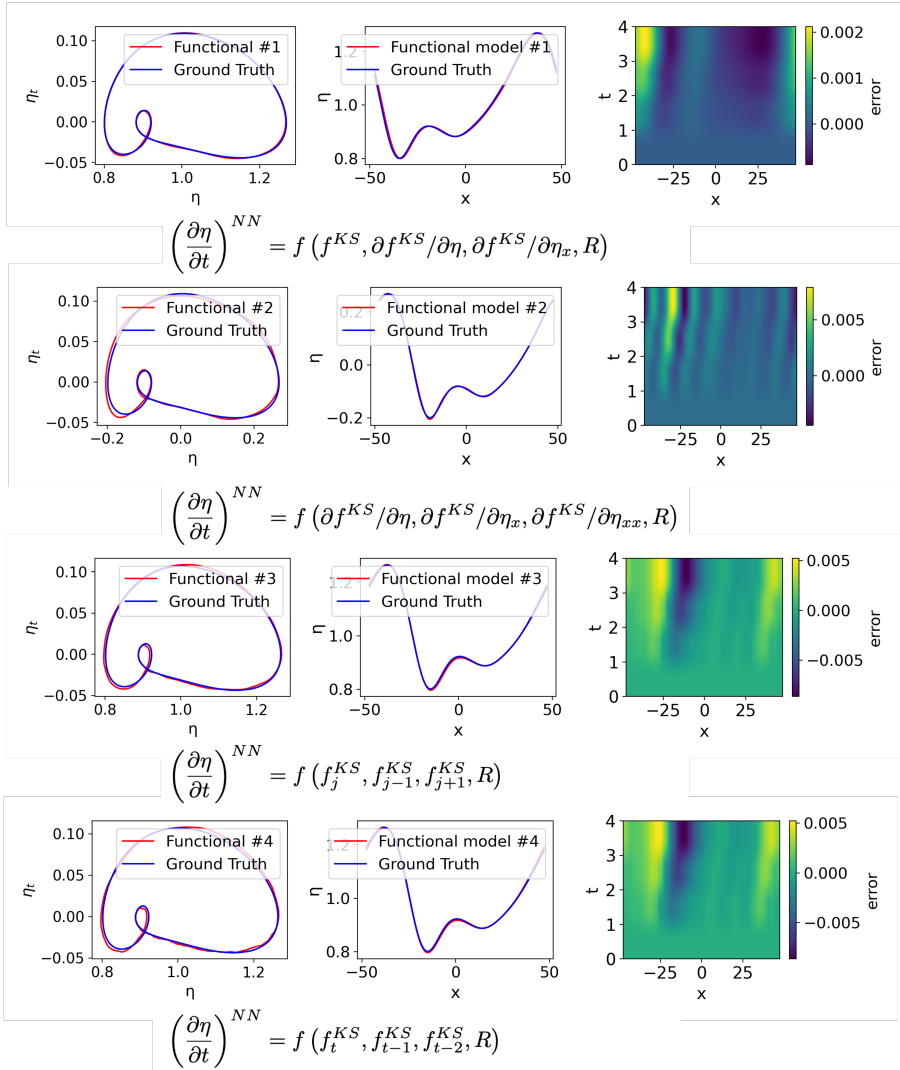 Functional #1
Ground Truth
0.10
0.05
0.00
−0.05
η_t
0.8 1.0 1.2
η
Functional model #1
Ground Truth
1.2
1.0
0.8
η
−50 0 50
x
4
3
2
1
0
t
−25 0 25
x
0.002
0.001
0.000
error
(∂η/∂t)^{NN} = f (f^{KS}, ∂f^{KS}/∂η, ∂f^{KS}/∂η_x, R)
Functional #2
Ground Truth
0.10
0.05
0.00
−0.05
η_t
−0.2 0.0 0.2
η
Functional model #2
Ground Truth
0.2
0.0
−0.2
η
−50 0 50
x
4
3
2
1
0
t
−25 0 25
x
0.005
0.000
error
(∂η/∂t)^{NN} = f (∂f^{KS}/∂η, ∂f^{KS}/∂η_x, ∂f^{KS}/∂η_{xx}, R)
Functional #3
Ground Truth
0.10
0.05
0.00
−0.05
η_t
0.8 1.0 1.2
η
Functional model #3
Ground Truth
1.2
1.0
0.8
η
−50 0 50
x
4
3
2
1
0
t
−25 0 25
x
0.005
0.000
−0.005
error
(∂η/∂t)^{NN} = f (f_j^{KS}, f_{j−1}^{KS}, f_{j+1}^{KS}, R)
Functional #4
Ground Truth
0.10
0.05
0.00
−0.05
η_t
0.8 1.0 1.2
η
Functional model #4
Ground Truth
1.2
1.0
0.8
η
−50 0 50
x
4
3
2
1
0
t
−25 0 25
x
0.005
0.000
−0.005
error
(∂η/∂t)^{NN} = f (f_t^{KS}, f_{t−1}^{KS}, f_{t−2}^{KS}, R)